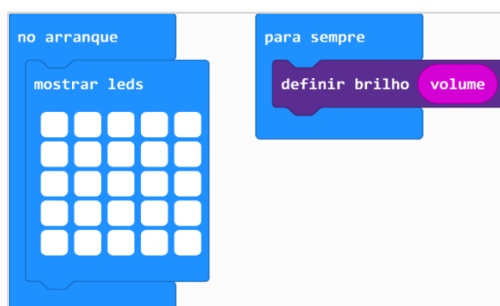 no arranque
mostrar leds
para sempre
definir brilho volume